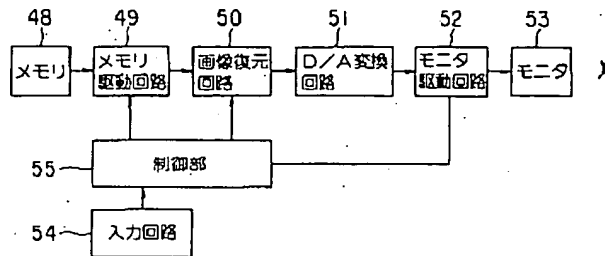 48 49 50 51 52 53
メモリ メモリ 画像復元 D/A変換 モニタ モニタ
駆動回路 回路 回路 駆動回路
55 制御部
54 入力回路